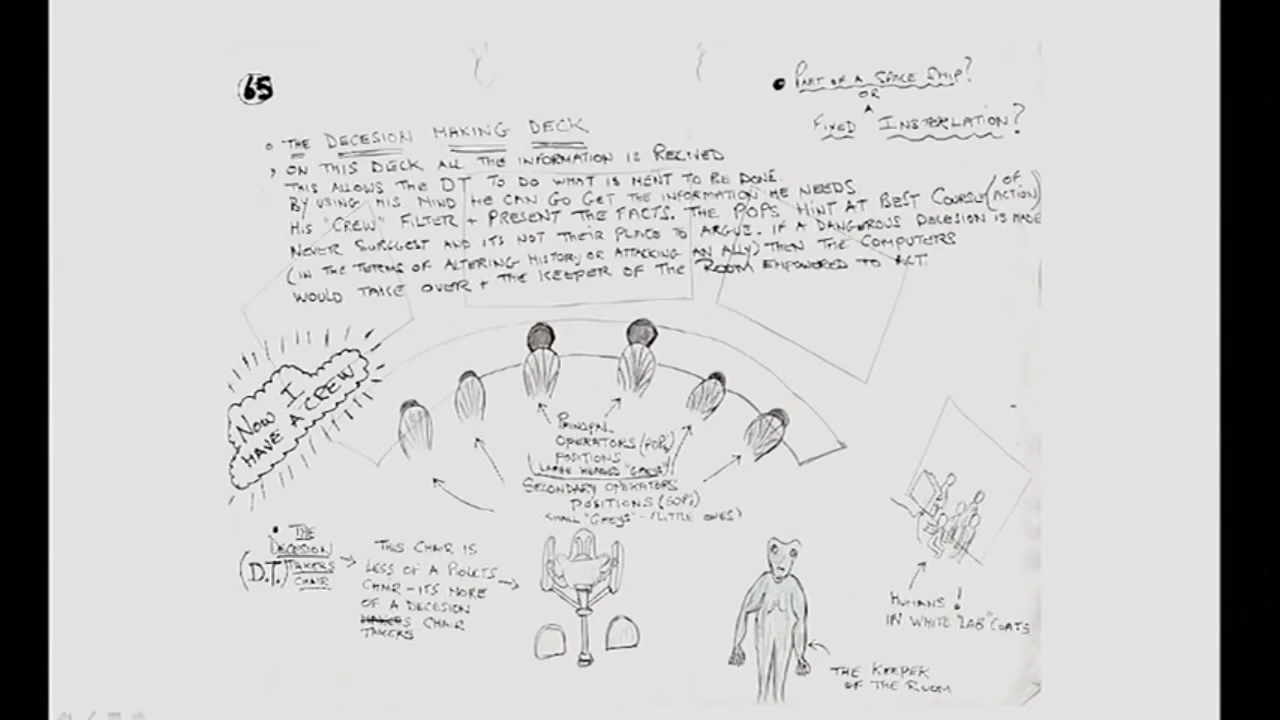 65
• PART OF A SPACE SHIP?
OR
A
FIXED INSTERLATION?
• THE DECESION MAKING DECK
, ON THIS DECK ALL THE INFORMATION IS RECIVED
THIS ALLOWS THE DT TO DO WHAT IS MENT TO BE DONE.
BY USING HIS MIND HE CAN GO GET THE INFORMATION HE NEEDS.
HIS "CREW" FILTER + PRESENT THE FACTS. THE POPS HINT AT BEST COURSE (OF ACTION)
NEVER SURGGEST AND ITS NOT THEIR PLACE TO ARGUE. IF A DANGEROUS DECESION IS MADE
(IN THE TERMS OF ALTERING HISTORY OR ATTACKING AN ALLY) THEN THE COMPUTERS
WOULD TAKE OVER + THE KEEPER OF THE ROOM EMPOWERED TO ACT.
NOW I
HAVE A CREW
PRINCIPAL
OPERATORS (POPs)
POSITIONS
(LARGE HEADED "GREYS")
SECONDARY OPERATORS
POSITIONS (SOPs)
SMALL "GREYS" - (LITTLE ONES)
• THE
DECESION
(D.T.) TAKERS
CHAIR
THIS CHAIR IS
LESS OF A PIOLETS
CHAIR - ITS MORE
OF A DECESION
MAKERS CHAIR
TAKERS
HUMANS!
IN WHITE "LAB" COATS
THE KEEPER
OF THE ROOM